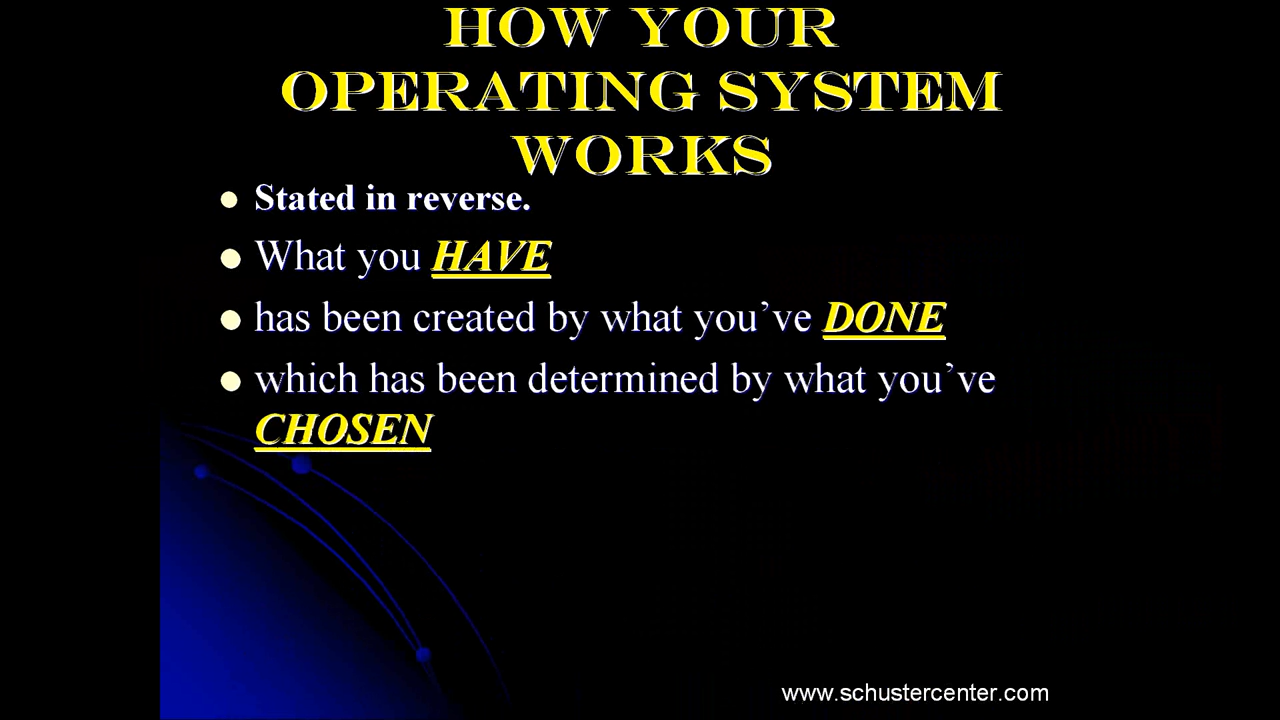 HOW YOUR
OPERATING SYSTEM
WORKS
Stated in reverse.
What you HAVE
has been created by what you’ve DONE
which has been determined by what you’ve
CHOSEN
www.schustercenter.com